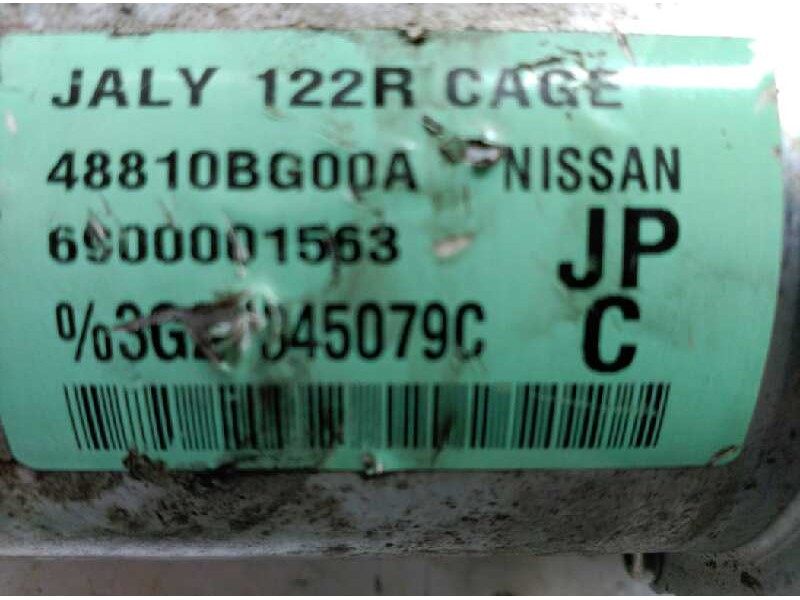 JALY 122R CAGE
48810BG00A NISSAN
6900001563 JP
C